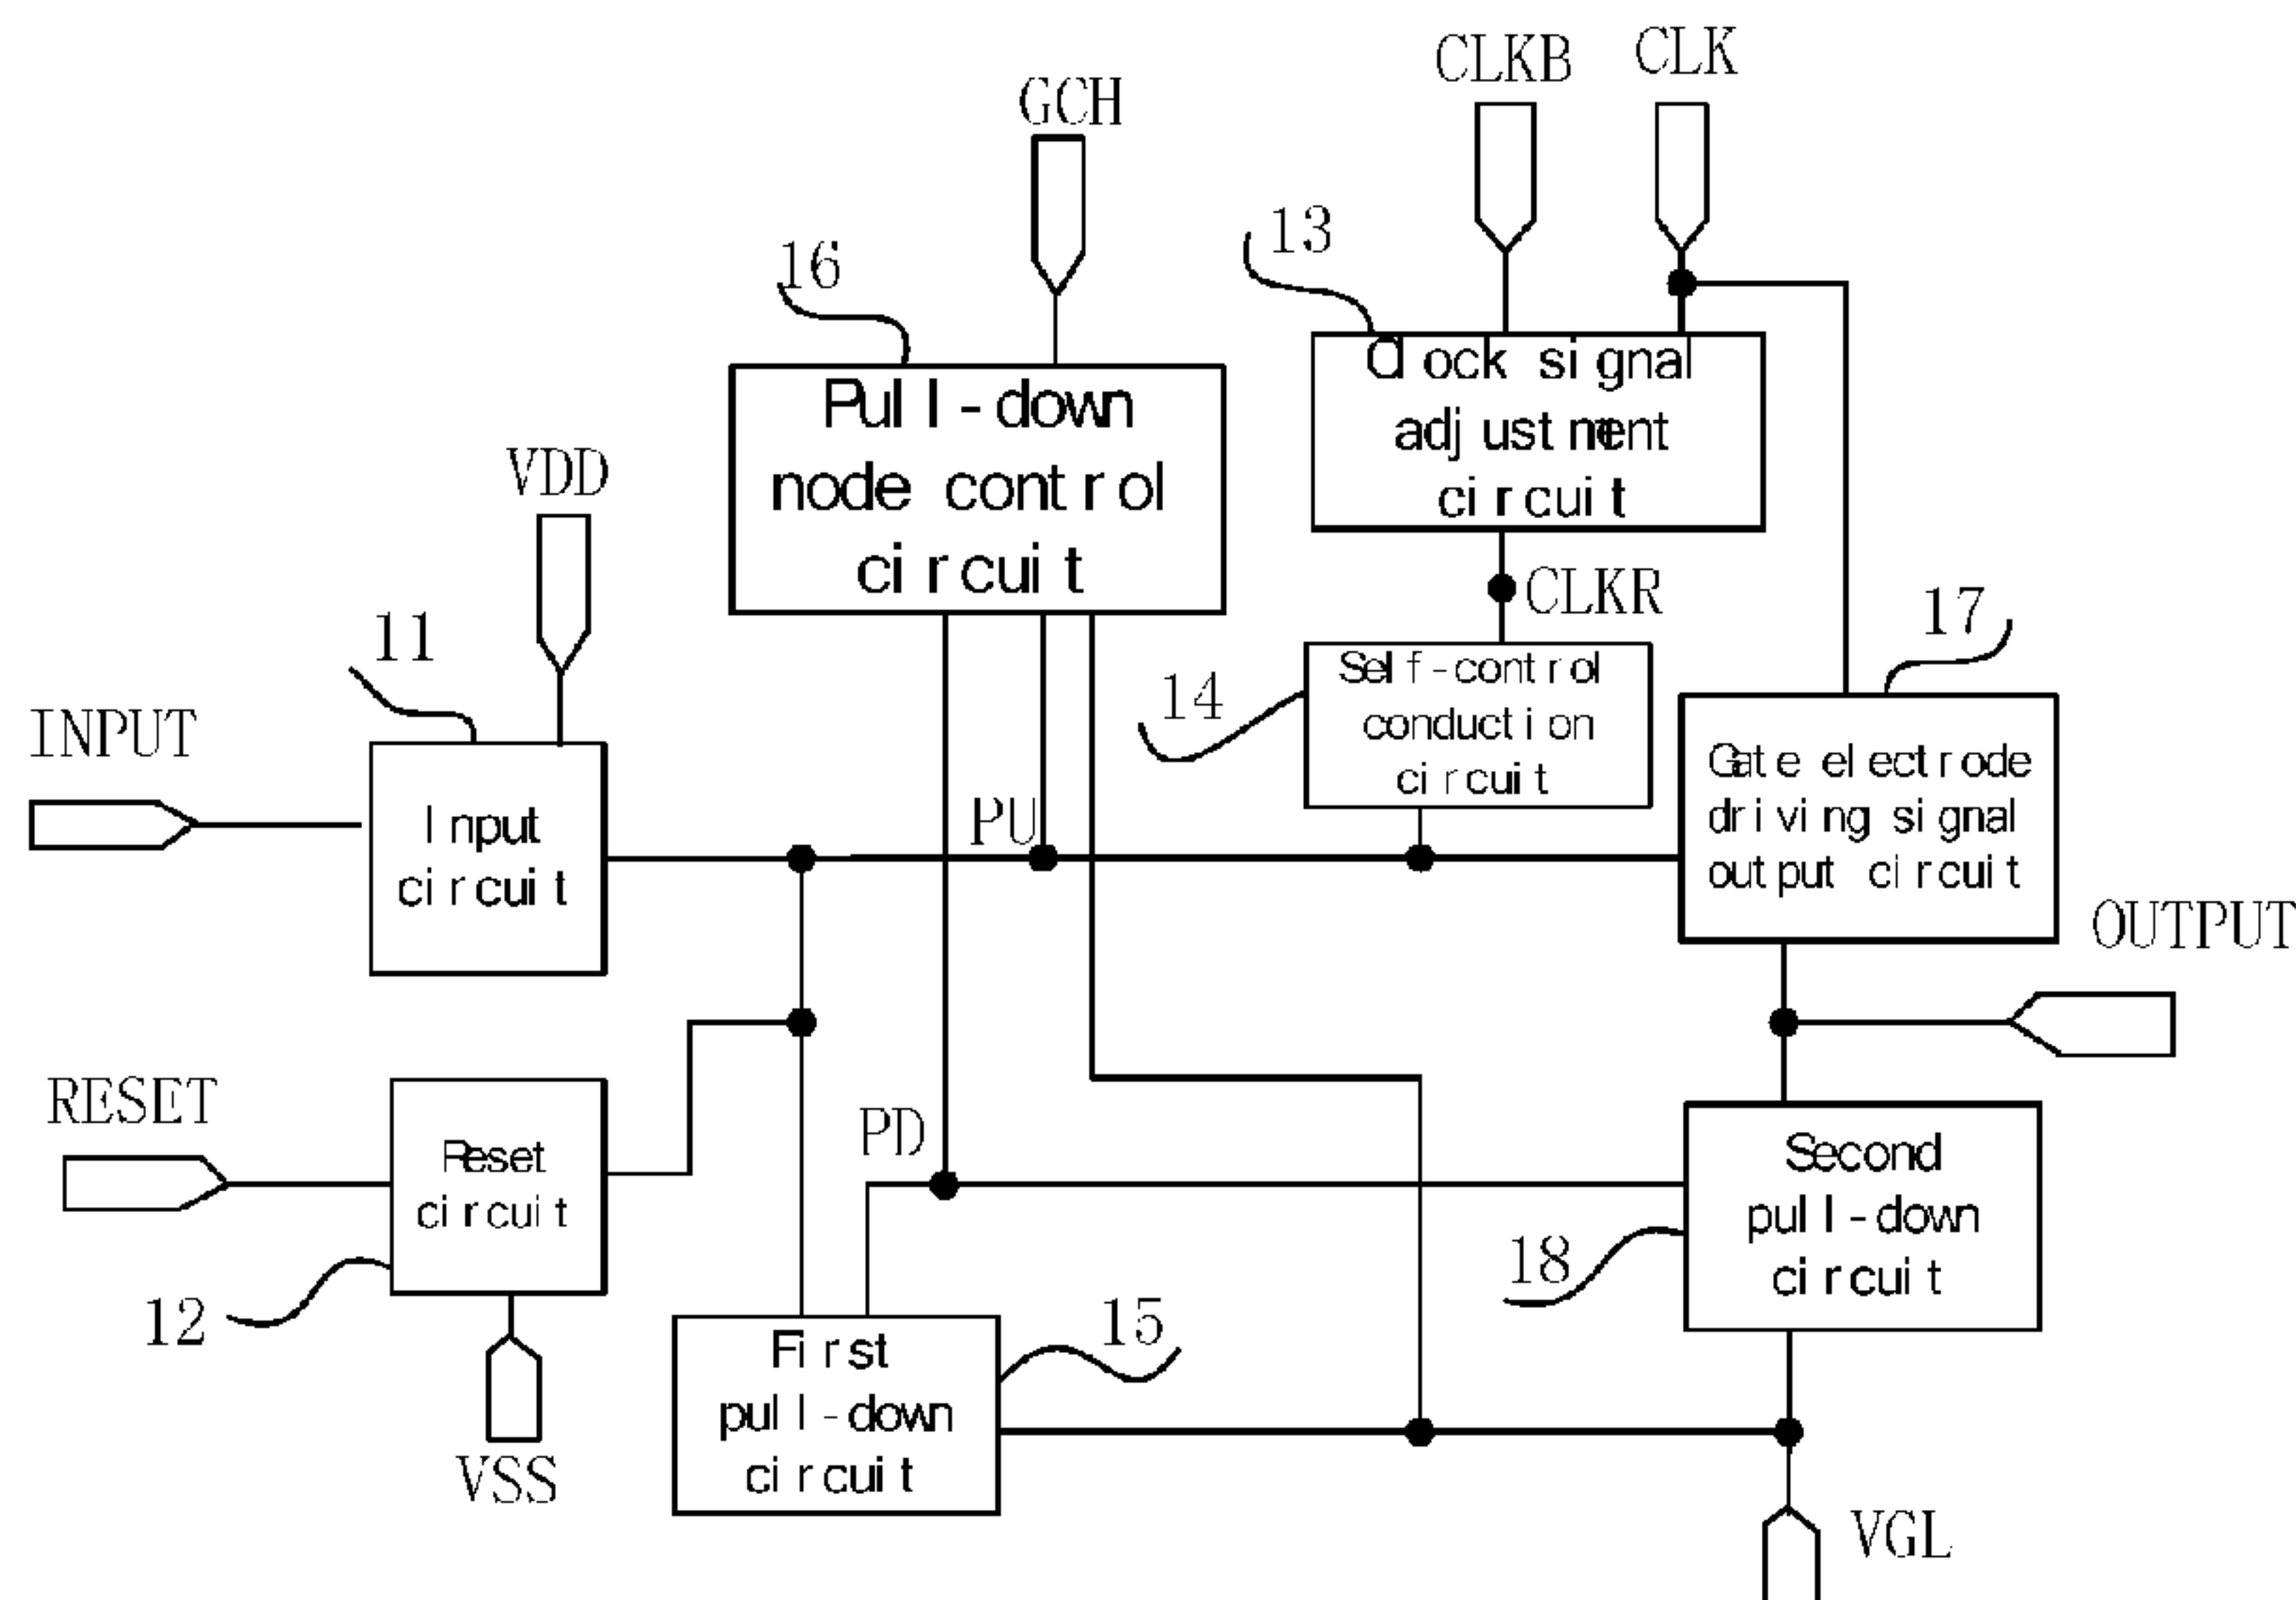 CLKB
CLK
GCH
13
16
Clock signal
adjustment
circuit
Pull-down
node control
circuit
VDD
CLKR
11
17
Self-control
conduction
circuit
14
INPUT
Gate electrode
driving signal
output circuit
Input
circuit
PU
OUTPUT
RESET
PD
Reset
circuit
Second
pull-down
circuit
18
12
15
First
pull-down
circuit
VSS
VGL